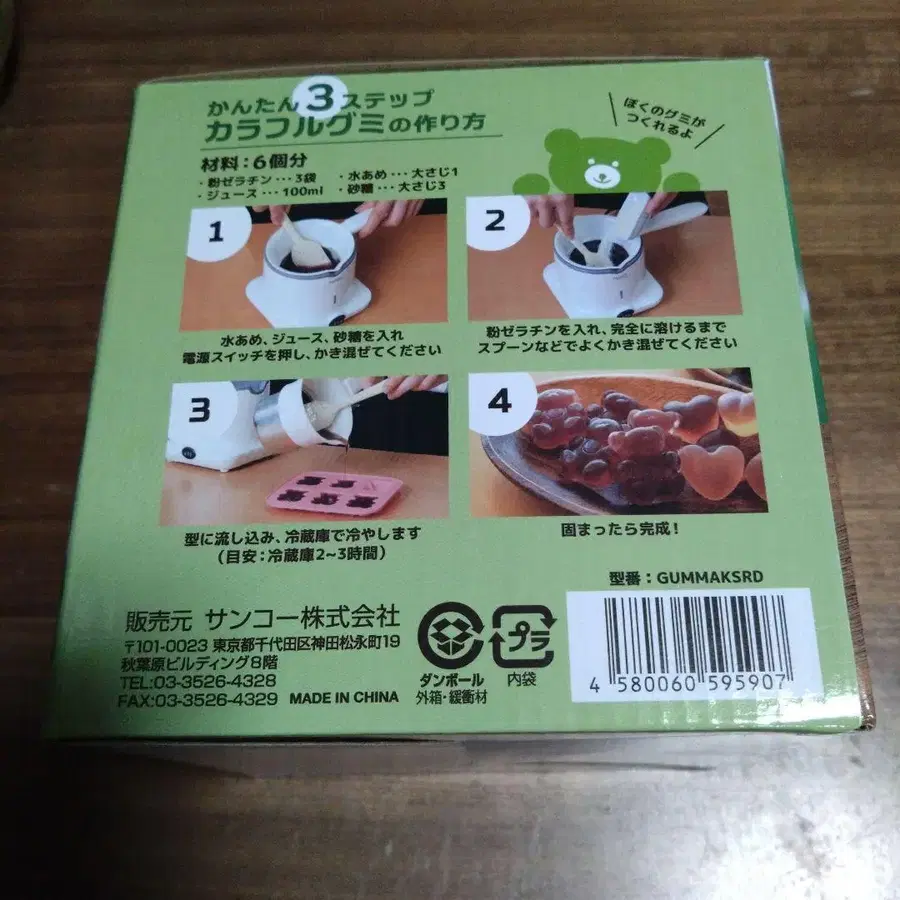 かんたん3ステップ
カラフルグミの作り方
ぼくのグミが
つくれるよ
材料：6個分
・粉ゼラチン…3袋 ・水あめ…大さじ1
・ジュース…100ml ・砂糖…大さじ3
1
水あめ、ジュース、砂糖を入れ
電源スイッチを押し、かき混ぜてください
2
粉ゼラチンを入れ、完全に溶けるまで
スプーンなどでよくかき混ぜてください
3
型に流し込み、冷蔵庫で冷やします
（目安：冷蔵庫2~3時間）
4
固まったら完成！
型番：GUMMAKSRD
販売元 サンコー株式会社
〒101-0023 東京都千代田区神田松永町19
秋葉原ビルディング8階
TEL:03-3526-4328
FAX:03-3526-4329 MADE IN CHINA
ダンボール
外箱・緩衝材
プラ
内袋
4 580060 595907